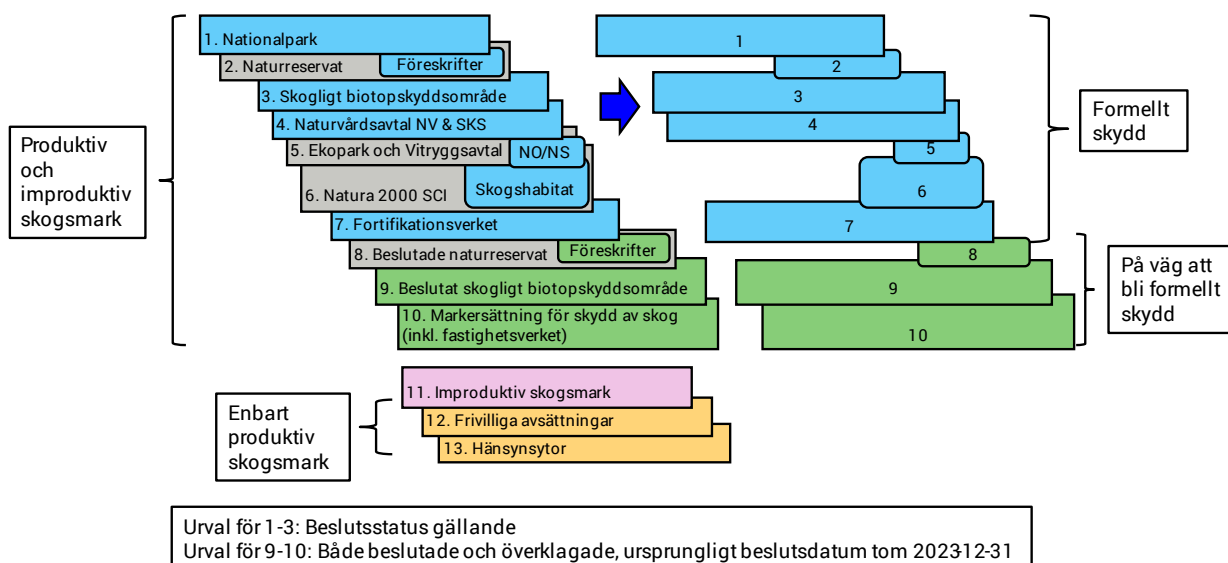 Produktiv
och
improduktiv
skogsmark
1. Nationalpark
2. Naturreservat
Föreskrifter
3. Skogligt biotopskyddsområde
4. Naturvårdsavtal NV & SKS
5. Ekopark och Vitryggsavtal
NO/NS
6. Natura 2000 SCI
Skogshabitat
7. Fortifikationsverket
8. Beslutade naturreservat
Föreskrifter
9. Beslutat skogligt biotopskyddsområde
10. Markersättning för skydd av skog
(inkl. fastighetsverket)
1
2
3
4
5
6
7
8
9
10
Formellt
skydd
På väg att
bli formellt
skydd
Enbart
produktiv
skogsmark
11. Improduktiv skogsmark
12. Frivilliga avsättningar
13. Hänsynsytor
Urval för 1-3: Beslutsstatus gällande
Urval för 9-10: Både beslutade och överklagade, ursprungligt beslutsdatum tom 2023-12-31